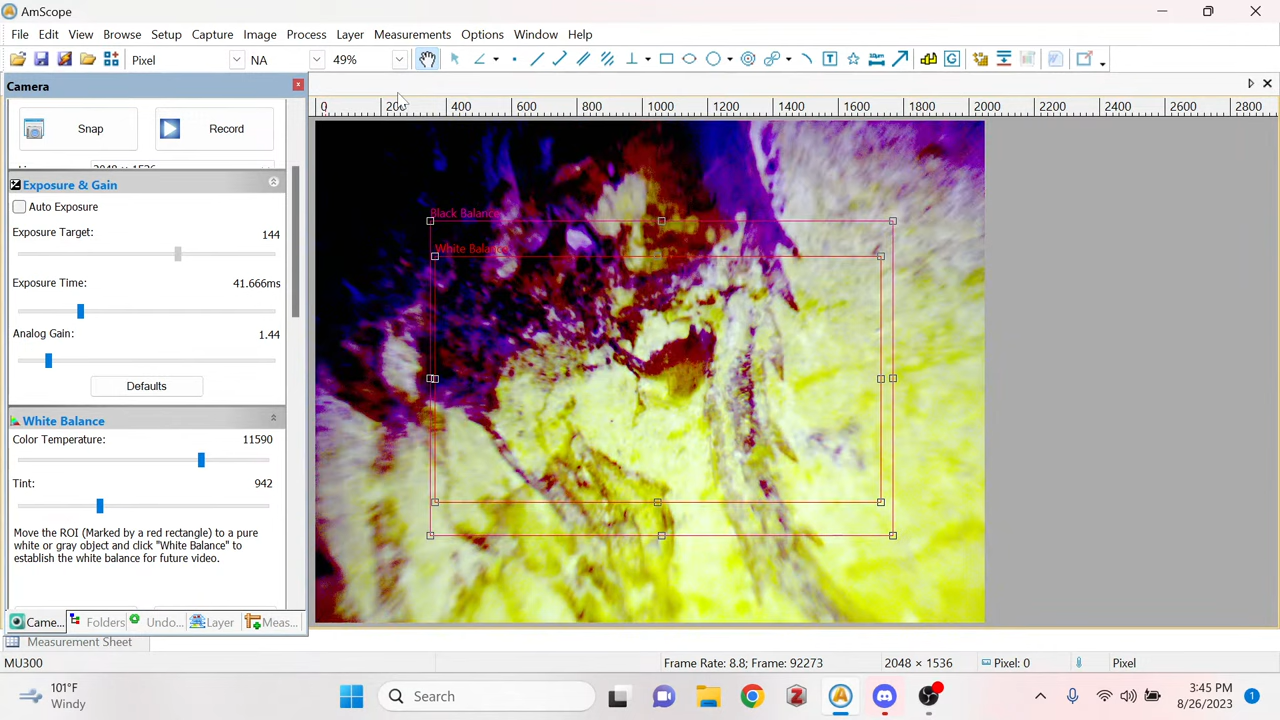 AmScope
File Edit View Browse Setup Capture Image Process Layer Measurements Options Window Help
Pixel NA 49%
Camera
0 200 400 600 800 1000 1200 1400 1600 1800 2000 2200 2400 2600 2800
Snap Record
Exposure & Gain
Auto Exposure
Exposure Target: 144
Exposure Time: 41.666ms
Analog Gain: 1.44
Defaults
White Balance
Color Temperature: 11590
Tint: 942
Move the ROI (Marked by a red rectangle) to a pure
white or gray object and click "White Balance" to
establish the white balance for future video.
Black Balance
White Balance
Came... Folders Undo... Layer Meas...
Measurement Sheet
MU300 Frame Rate: 8.8; Frame: 92273 2048 × 1536 Pixel: 0 Pixel
101°F
Windy
Search
3:45 PM
8/26/2023
1